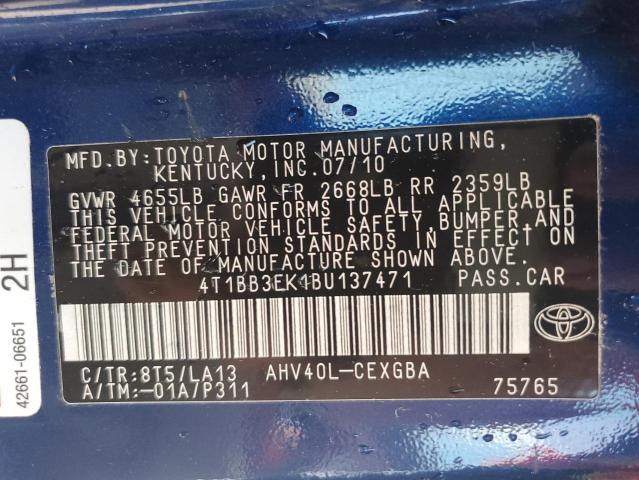 MFD.BY: TOYOTA MOTOR MANUFACTURING,
KENTUCKY, INC. 07/10
GVWR 4655LB GAWR FR 2668LB RR 2359LB
THIS VEHICLE CONFORMS TO ALL APPLICABLE
FEDERAL MOTOR VEHICLE SAFETY, BUMPER, AND
THEFT PREVENTION STANDARDS IN EFFECT ON
THE DATE OF MANUFACTURE SHOWN ABOVE.
4T1BB3EK4BU137471 PASS.CAR
C/TR:8T5/LA13 AHV40L-CEXGBA
A/TM:-01A/P311 75765
2H
42661-06651